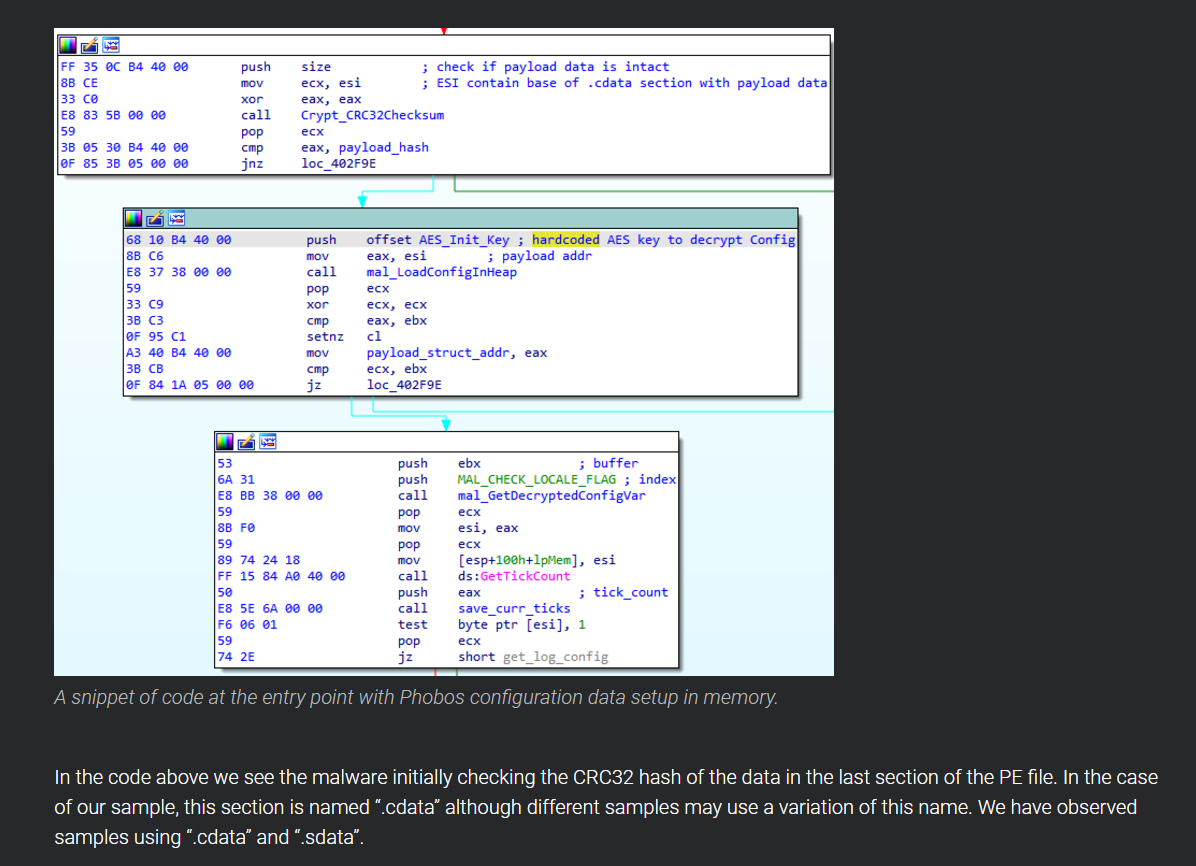 FF 35 0C B4 40 00 push size ; check if payload data is intact
8B CE mov ecx, esi ; ESI contain base of .cdata section with payload data
33 C0 xor eax, eax
E8 83 5B 00 00 call Crypt_CRC32Checksum
59 pop ecx
3B 05 30 B4 40 00 cmp eax, payload_hash
0F 85 3B 05 00 00 jnz loc_402F9E
68 10 B4 40 00 push offset AES_Init_Key ; hardcoded AES key to decrypt Config
8B C6 mov eax, esi ; payload addr
E8 37 38 00 00 call mal_LoadConfigInHeap
59 pop ecx
33 C9 xor ecx, ecx
3B C3 cmp eax, ebx
0F 95 C1 setnz cl
A3 40 B4 40 00 mov payload_struct_addr, eax
3B CB cmp ecx, ebx
0F 84 1A 05 00 00 jz loc_402F9E
53 push ebx ; buffer
6A 31 push MAL_CHECK_LOCALE_FLAG ; index
E8 BB 38 00 00 call mal_GetDecryptedConfigVar
59 pop ecx
8B F0 mov esi, eax
59 pop ecx
89 74 24 18 mov [esp+100h+lpMem], esi
FF 15 84 A0 40 00 call ds:GetTickCount
50 push eax ; tick_count
E8 5E 6A 00 00 call save_curr_ticks
F6 06 01 test byte ptr [esi], 1
59 pop ecx
74 2E jz short get_log_config
A snippet of code at the entry point with Phobos configuration data setup in memory.
In the code above we see the malware initially checking the CRC32 hash of the data in the last section of the PE file. In the case
of our sample, this section is named “.cdata” although different samples may use a variation of this name. We have observed
samples using “.cdata” and “.sdata”.